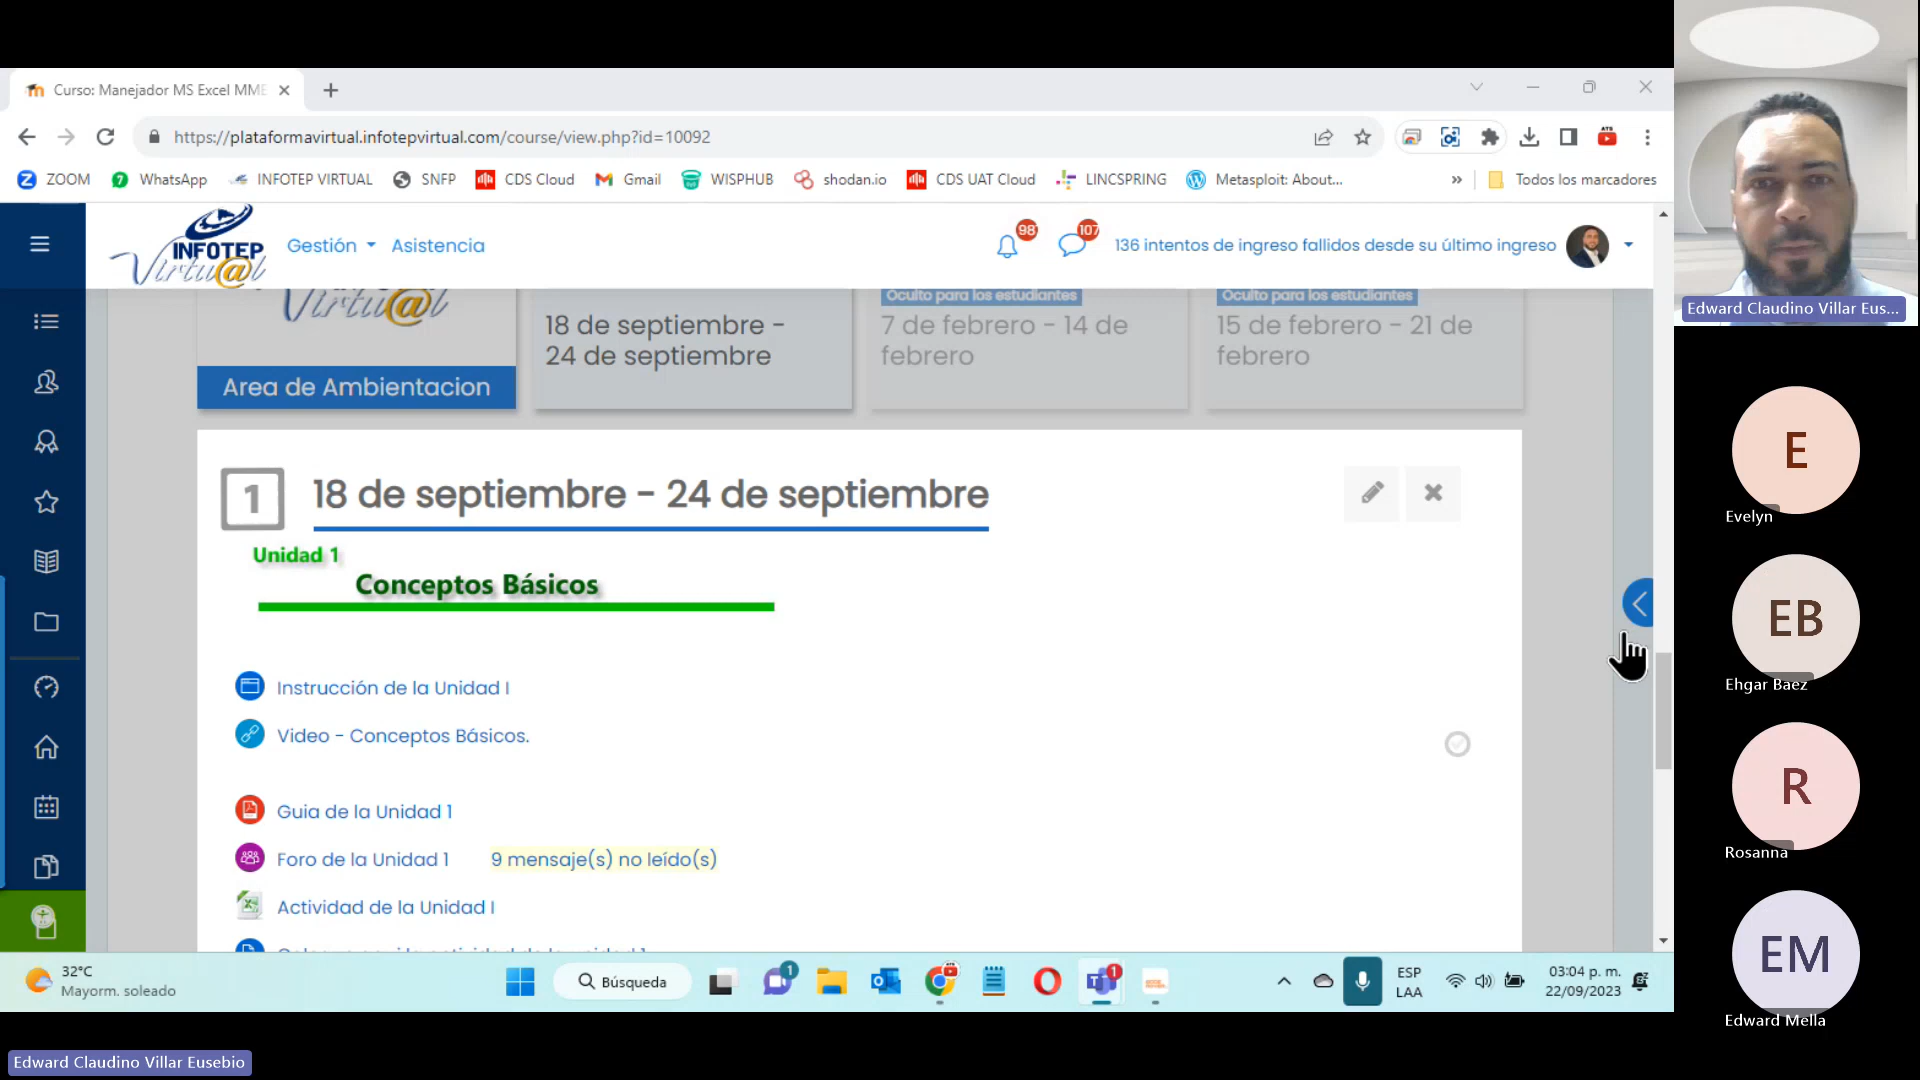 Curso: Manejador MS Excel MME
https://plataformavirtual.infotepvirtual.com/course/view.php?id=10092
ZOOM
WhatsApp
INFOTEP VIRTUAL
SNFP
CDS Cloud
Gmail
WISPHUB
shodan.io
CDS UAT Cloud
LINCSPRING
Metasploit: About...
»
Todos los marcadores
INFOTEP
Virtu@l
Gestión
Asistencia
98
107
136 intentos de ingreso fallidos desde su último ingreso
Virtu@l
Area de Ambientacion
18 de septiembre -
24 de septiembre
Oculto para los estudiantes
7 de febrero - 14 de
febrero
Oculto para los estudiantes
15 de febrero - 21 de
febrero
1
18 de septiembre - 24 de septiembre
Unidad 1
Conceptos Básicos
Instrucción de la Unidad I
Video - Conceptos Básicos.
Guia de la Unidad 1
Foro de la Unidad 1
9 mensaje(s) no leído(s)
Actividad de la Unidad I
32°C
Mayorm. soleado
Búsqueda
1
1
ESP
LAA
03:04 p. m.
22/09/2023
Edward Claudino Villar Eus...
E
Evelyn
EB
Ehgar Baez
R
Rosanna
EM
Edward Mella
Edward Claudino Villar Eusebio